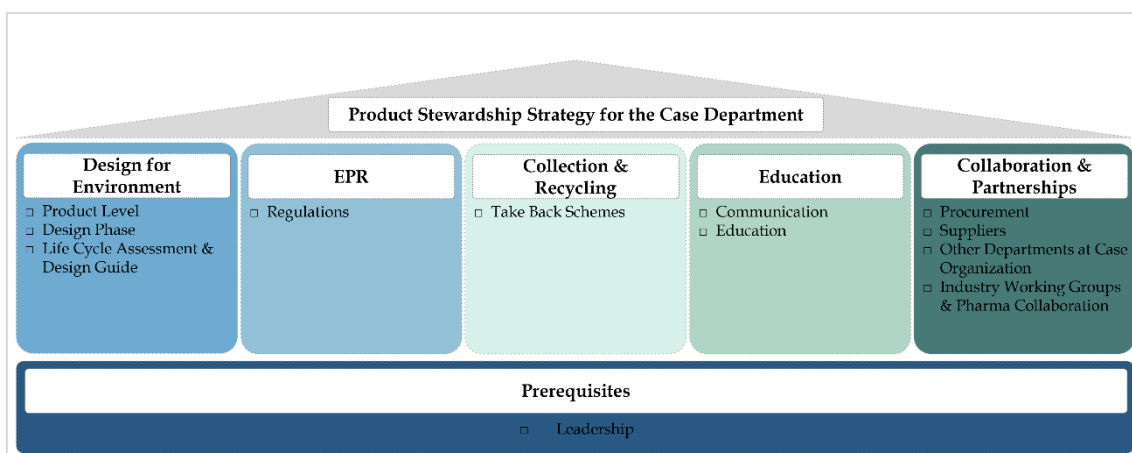 Product Stewardship Strategy for the Case Department
Design for
Environment
□ Product Level
□ Design Phase
□ Life Cycle Assessment &
Design Guide
EPR
□ Regulations
Collection &
Recycling
□ Take Back Schemes
Education
□ Communication
□ Education
Collaboration &
Partnerships
□ Procurement
□ Suppliers
□ Other Departments at Case
Organization
□ Industry Working Groups
& Pharma Collaboration
Prerequisites
□ Leadership